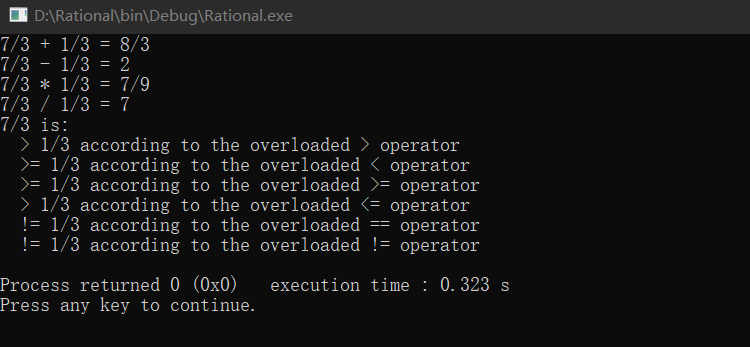 D:\Rational\bin\Debug\Rational.exe
7/3 + 1/3 = 8/3
7/3 - 1/3 = 2
7/3 * 1/3 = 7/9
7/3 / 1/3 = 7
7/3 is:
  > 1/3 according to the overloaded > operator
  >= 1/3 according to the overloaded < operator
  >= 1/3 according to the overloaded >= operator
  > 1/3 according to the overloaded <= operator
  != 1/3 according to the overloaded == operator
  != 1/3 according to the overloaded != operator
Process returned 0 (0x0)   execution time : 0.323 s
Press any key to continue.